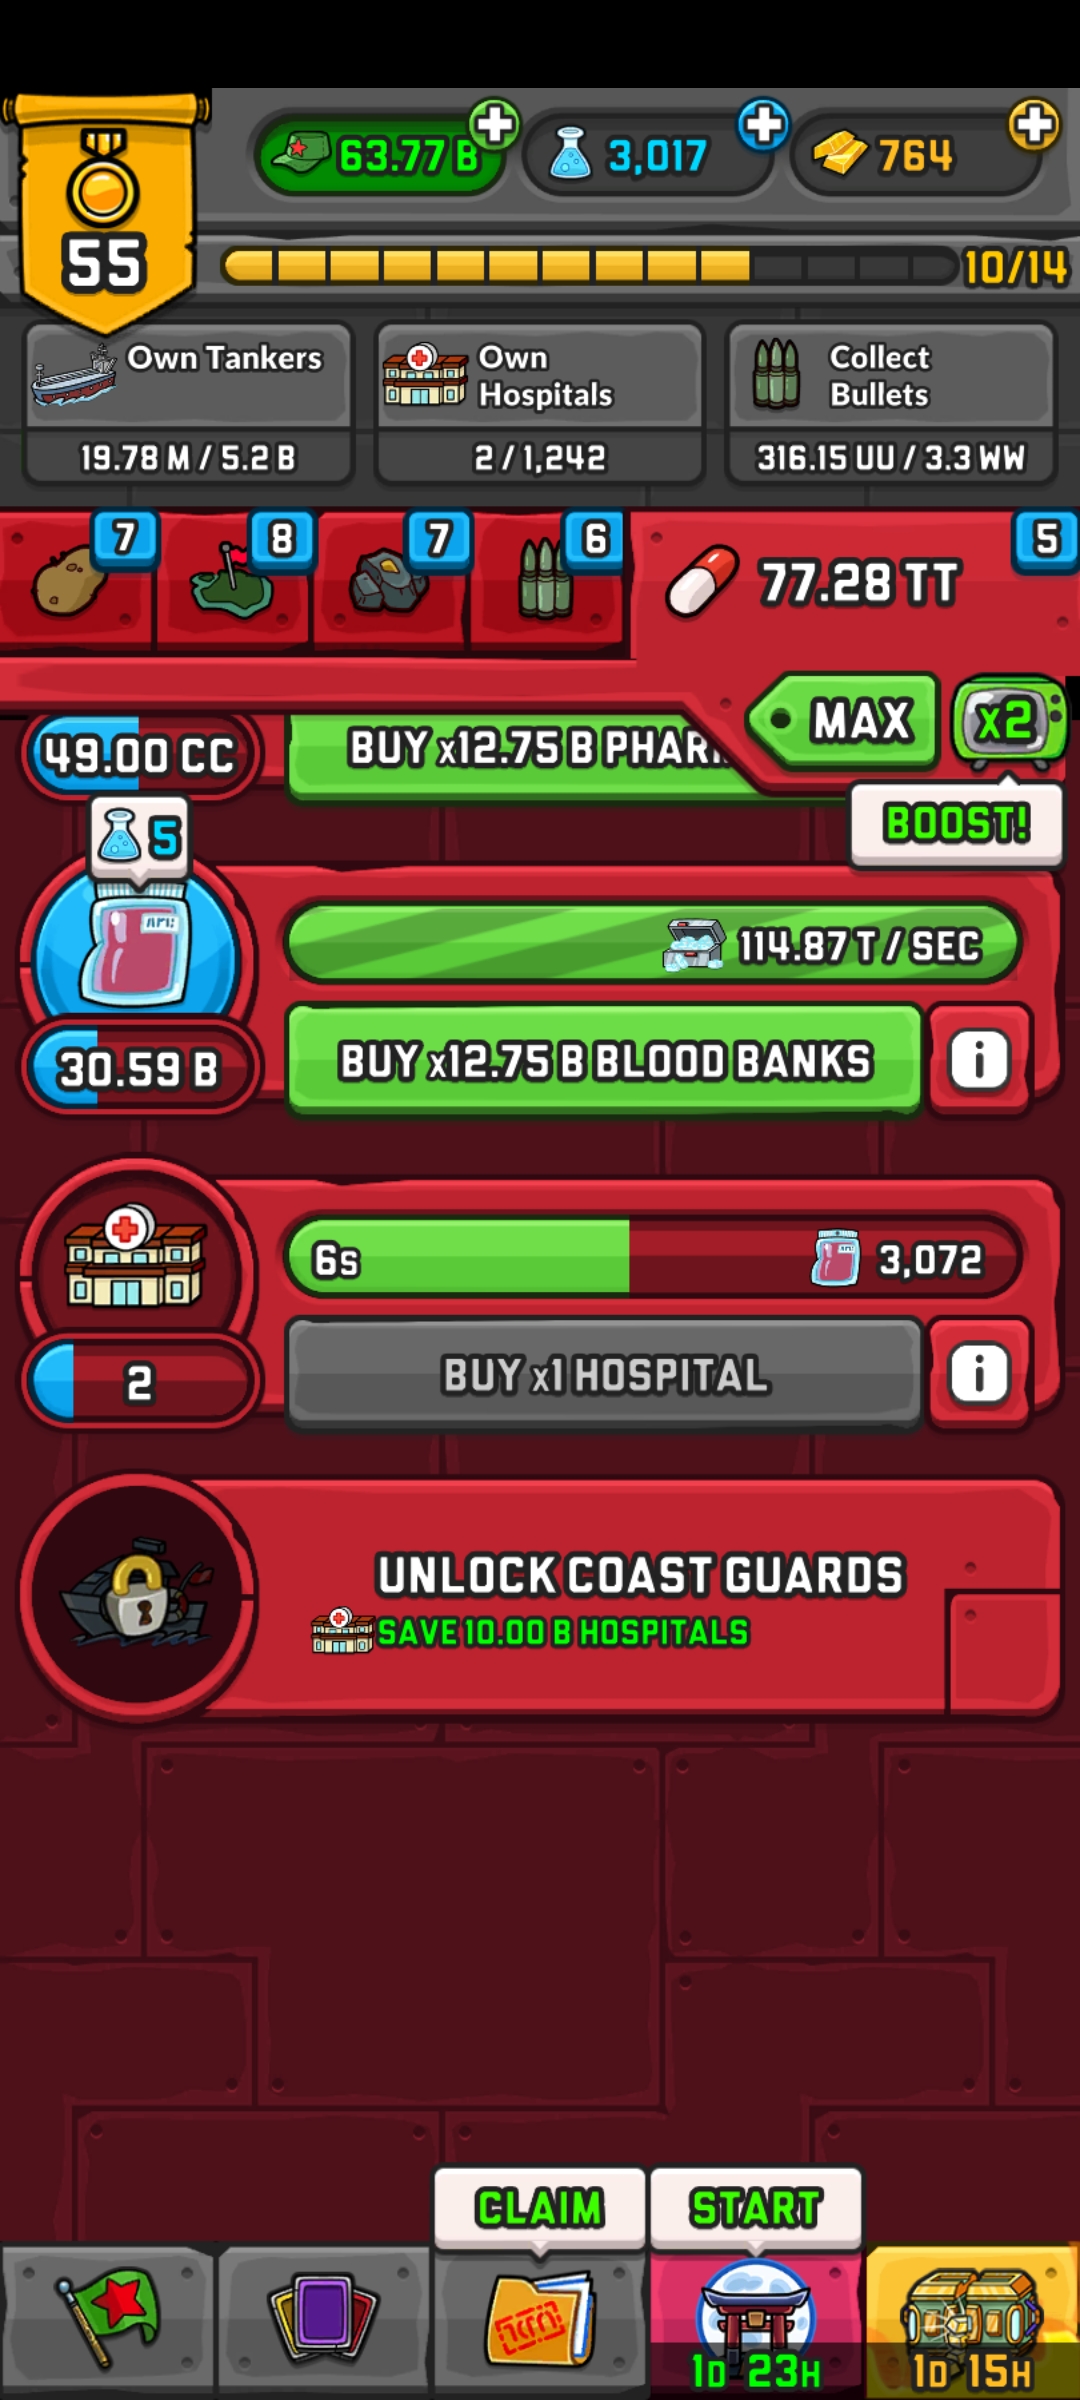 63.77 B
3,017
764
55
10/14
Own Tankers
19.78 M / 5.2 B
Own
Hospitals
2 / 1,242
Collect
Bullets
316.15 UU / 3.3 WW
7
8
7
6
5
77.28 TT
MAX
x2
BOOST!
49.00 CC
BUY x12.75 B PHAR
5
114.87 T / SEC
30.59 B
BUY x12.75 B BLOOD BANKS
i
6s
3,072
2
BUY x1 HOSPITAL
i
UNLOCK COAST GUARDS
SAVE 10.00 B HOSPITALS
CLAIM
START
1D 23H
1D 15H